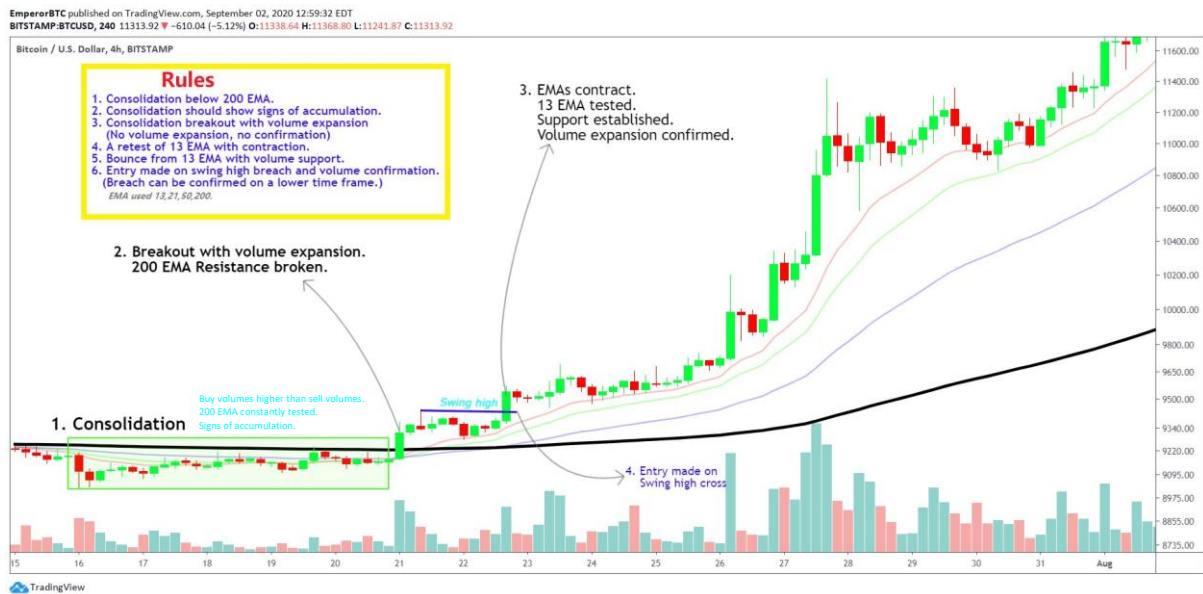 EmperorBTC published on TradingView.com, September 02, 2020 12:59:32 EDT
BITSTAMP:BTCUSD, 240 11313.92 ▼ −610.04 (−5.12%) O:11338.64 H:11368.80 L:11241.87 C:11313.92
Bitcoin / U.S. Dollar, 4h, BITSTAMP
Rules
1. Consolidation below 200 EMA.
2. Consolidation should show signs of accumulation.
3. Consolidation breakout with volume expansion
(No volume expansion, no confirmation)
4. A retest of 13 EMA with contraction.
5. Bounce from 13 EMA with volume support.
6. Entry made on swing high breach and volume confirmation.
(Breach can be confirmed on a lower time frame.)
EMA used 13,21,50,200.
3. EMAs contract.
13 EMA tested.
Support established.
Volume expansion confirmed.
2. Breakout with volume expansion.
200 EMA Resistance broken.
Buy volumes higher than sell volumes.
200 EMA constantly tested.
Signs of accumulation.
1. Consolidation
Swing high
4. Entry made on
Swing high cross
11600.00
11400.00
11200.00
11000.00
10800.00
10600.00
10400.00
10200.00
10000.00
9800.00
9660.00
9500.00
9340.00
9220.00
9095.00
8975.00
8855.00
8735.00
15 16 17 18 19 20 21 22 23 24 25 26 27 28 29 30 31 Aug
TradingView